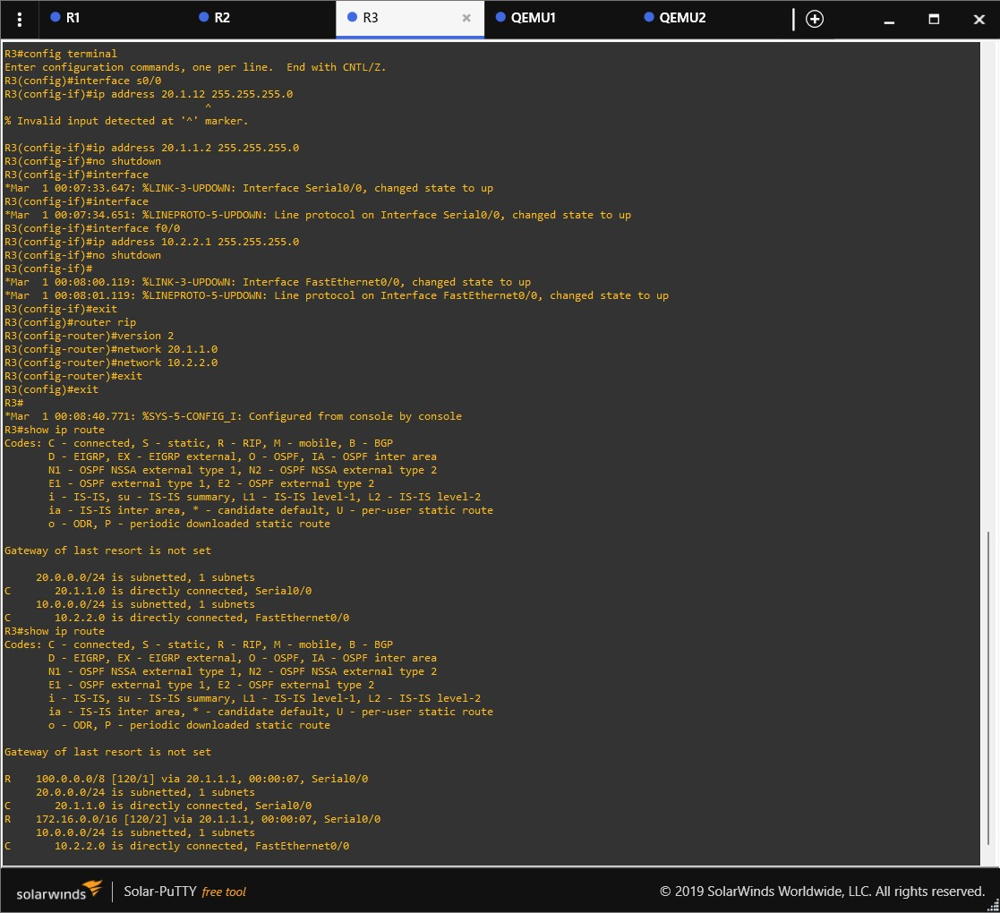 R1
R2
R3
QEMU1
QEMU2
R3#config terminal
Enter configuration commands, one per line.  End with CNTL/Z.
R3(config)#interface s0/0
R3(config-if)#ip address 20.1.12 255.255.255.0
^
% Invalid input detected at '^' marker.
R3(config-if)#ip address 20.1.1.2 255.255.255.0
R3(config-if)#no shutdown
R3(config-if)#interface
*Mar  1 00:07:33.647: %LINK-3-UPDOWN: Interface Serial0/0, changed state to up
R3(config-if)#interface
*Mar  1 00:07:34.651: %LINEPROTO-5-UPDOWN: Line protocol on Interface Serial0/0, changed state to up
R3(config-if)#interface f0/0
R3(config-if)#ip address 10.2.2.1 255.255.255.0
R3(config-if)#no shutdown
R3(config-if)#
*Mar  1 00:08:00.119: %LINK-3-UPDOWN: Interface FastEthernet0/0, changed state to up
*Mar  1 00:08:01.119: %LINEPROTO-5-UPDOWN: Line protocol on Interface FastEthernet0/0, changed state to up
R3(config-if)#exit
R3(config)#router rip
R3(config-router)#version 2
R3(config-router)#network 20.1.1.0
R3(config-router)#network 10.2.2.0
R3(config-router)#exit
R3(config)#exit
R3#
*Mar  1 00:08:40.771: %SYS-5-CONFIG_I: Configured from console by console
R3#show ip route
Codes: C - connected, S - static, R - RIP, M - mobile, B - BGP
D - EIGRP, EX - EIGRP external, O - OSPF, IA - OSPF inter area
N1 - OSPF NSSA external type 1, N2 - OSPF NSSA external type 2
E1 - OSPF external type 1, E2 - OSPF external type 2
i - IS-IS, su - IS-IS summary, L1 - IS-IS level-1, L2 - IS-IS level-2
ia - IS-IS inter area, * - candidate default, U - per-user static route
o - ODR, P - periodic downloaded static route
Gateway of last resort is not set
20.0.0.0/24 is subnetted, 1 subnets
C       20.1.1.0 is directly connected, Serial0/0
10.0.0.0/24 is subnetted, 1 subnets
C       10.2.2.0 is directly connected, FastEthernet0/0
R3#show ip route
Codes: C - connected, S - static, R - RIP, M - mobile, B - BGP
D - EIGRP, EX - EIGRP external, O - OSPF, IA - OSPF inter area
N1 - OSPF NSSA external type 1, N2 - OSPF NSSA external type 2
E1 - OSPF external type 1, E2 - OSPF external type 2
i - IS-IS, su - IS-IS summary, L1 - IS-IS level-1, L2 - IS-IS level-2
ia - IS-IS inter area, * - candidate default, U - per-user static route
o - ODR, P - periodic downloaded static route
Gateway of last resort is not set
R    100.0.0.0/8 [120/1] via 20.1.1.1, 00:00:07, Serial0/0
20.0.0.0/24 is subnetted, 1 subnets
C       20.1.1.0 is directly connected, Serial0/0
R    172.16.0.0/16 [120/2] via 20.1.1.1, 00:00:07, Serial0/0
10.0.0.0/24 is subnetted, 1 subnets
C       10.2.2.0 is directly connected, FastEthernet0/0
solarwinds
Solar-PuTTY free tool
© 2019 SolarWinds Worldwide, LLC. All rights reserved.